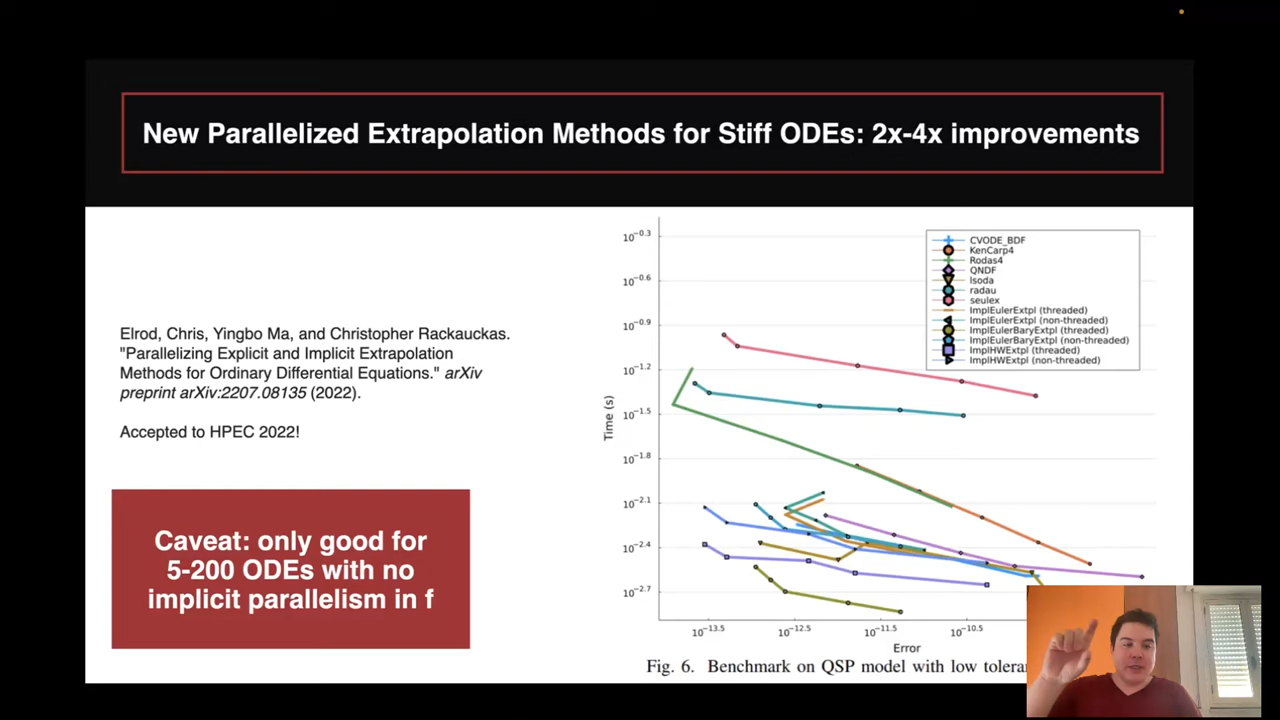 New Parallelized Extrapolation Methods for Stiff ODEs: 2x-4x improvements
Elrod, Chris, Yingbo Ma, and Christopher Rackauckas.
"Parallelizing Explicit and Implicit Extrapolation
Methods for Ordinary Differential Equations." arXiv
preprint arXiv:2207.08135 (2022).
Accepted to HPEC 2022!
Caveat: only good for
5-200 ODEs with no
implicit parallelism in f
CVODE_BDF
KenCarp4
Rodas4
QNDF
lsoda
radau
seulex
ImplEulerExtpl (threaded)
ImplEulerExtpl (non-threaded)
ImplEulerBaryExtpl (threaded)
ImplEulerBaryExtpl (non-threaded)
ImplHWExtpl (threaded)
ImplHWExtpl (non-threaded)
Time (s)
10^-0.3
10^-0.6
10^-0.9
10^-1.2
10^-1.5
10^-1.8
10^-2.1
10^-2.4
10^-2.7
10^-13.5 10^-12.5 10^-11.5 10^-10.5
Error
Fig. 6. Benchmark on QSP model with low